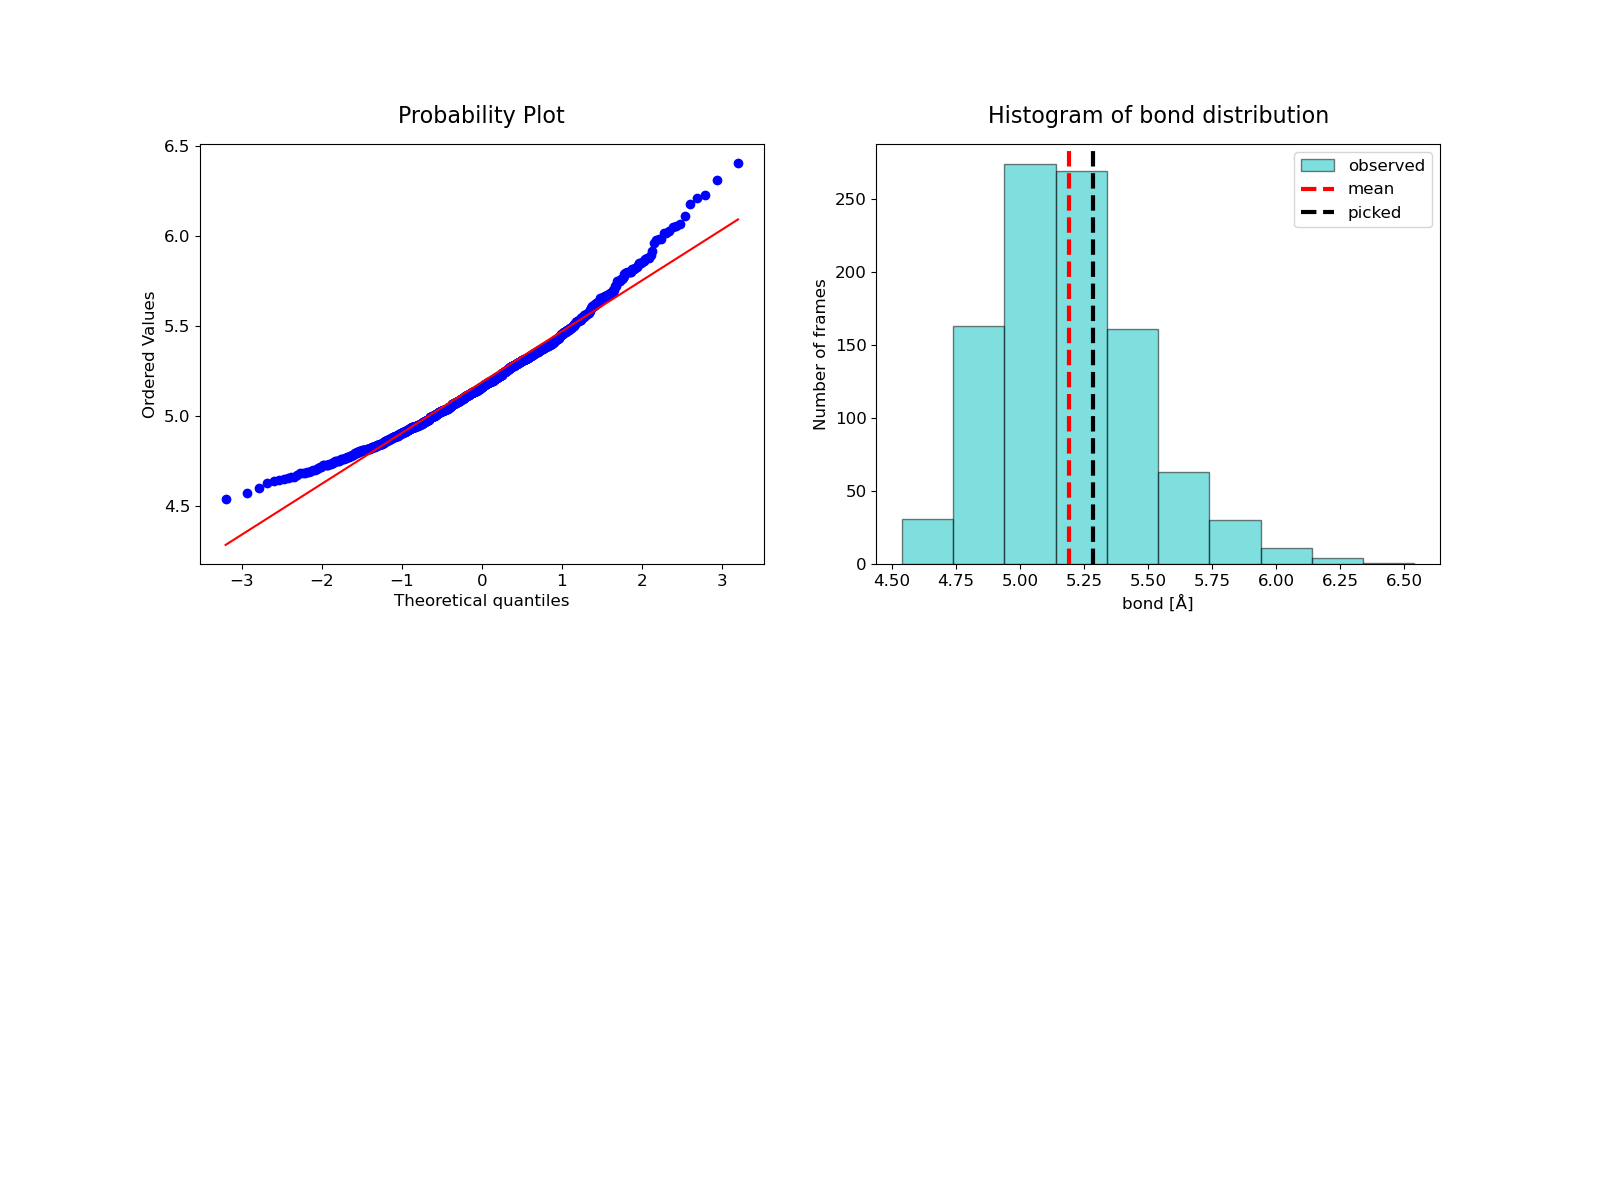 Probability Plot
Ordered Values
6.5
6.0
5.5
5.0
4.5
−3 −2 −1 0 1 2 3
Theoretical quantiles
Histogram of bond distribution
Number of frames
250
200
150
100
50
0
4.50 4.75 5.00 5.25 5.50 5.75 6.00 6.25 6.50
bond [Å]
observed
mean
picked